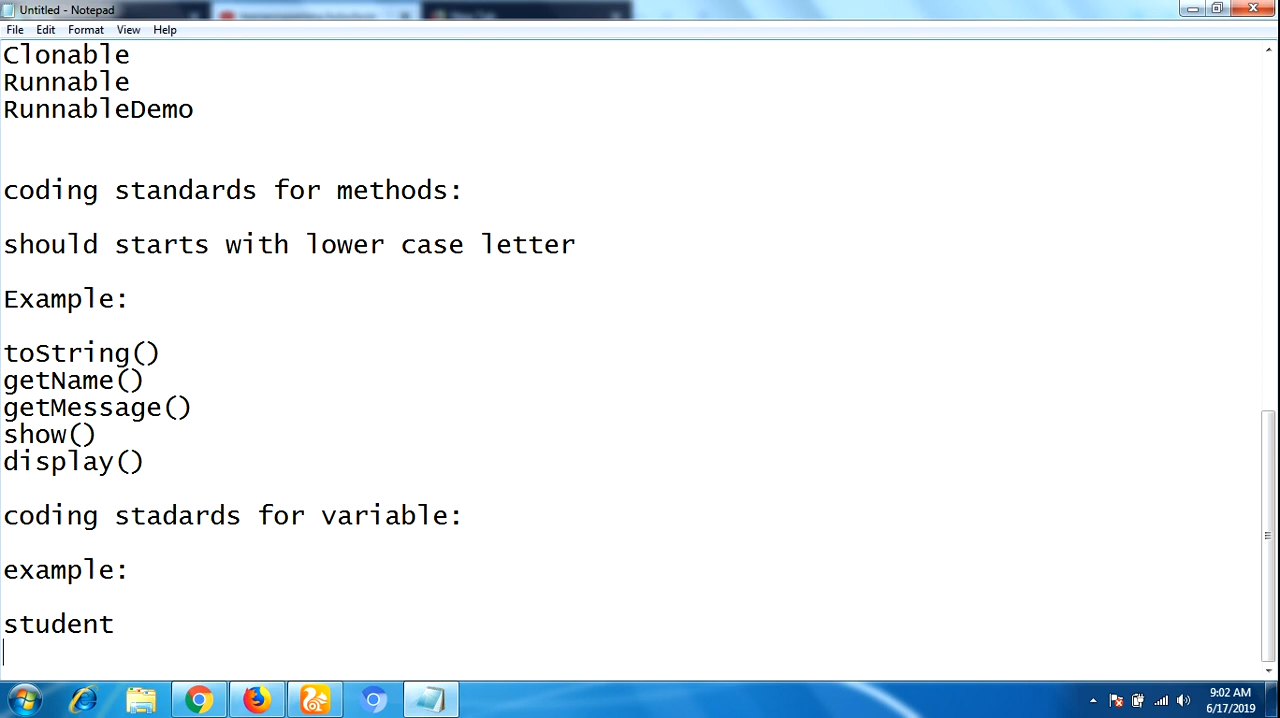 Untitled - Notepad
File Edit Format View Help
Clonable
Runnable
RunnableDemo
coding standards for methods:
should starts with lower case letter
Example:
toString()
getName()
getMessage()
show()
display()
coding stadards for variable:
example:
student
9:02 AM
6/17/2019